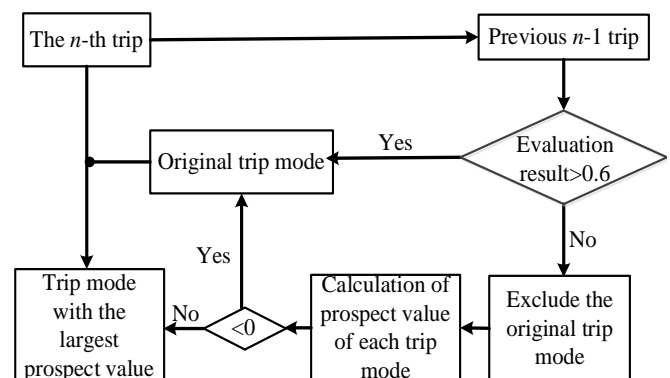 The n-th trip
Previous n-1 trip
Yes
Original trip mode
Evaluation
result>0.6
Yes
No
Trip mode
with the
largest
prospect value
No
<0
Calculation of
prospect value
of each trip
mode
Exclude the
original trip
mode